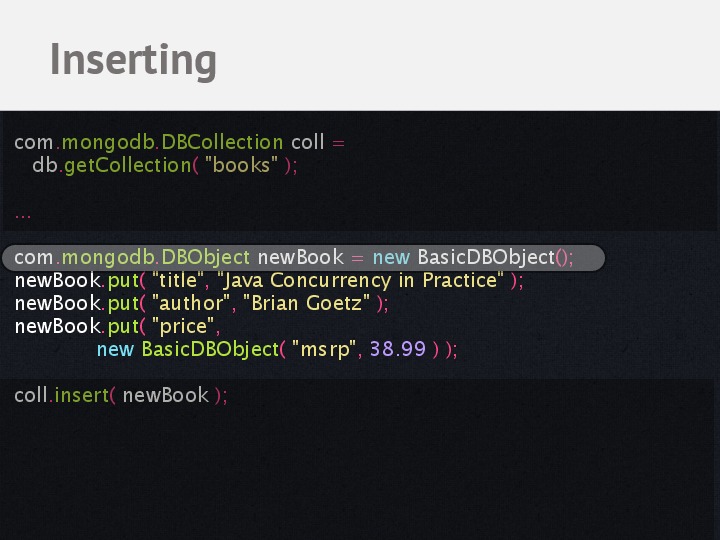 Inserting
com.mongodb.DBCollection coll =
db.getCollection( "books" );
...
com.mongodb.DBObject newBook = new BasicDBObject();
newBook.put( "title", "Java Concurrency in Practice" );
newBook.put( "author", "Brian Goetz" );
newBook.put( "price",
new BasicDBObject( "msrp", 38.99 ) );
coll.insert( newBook );